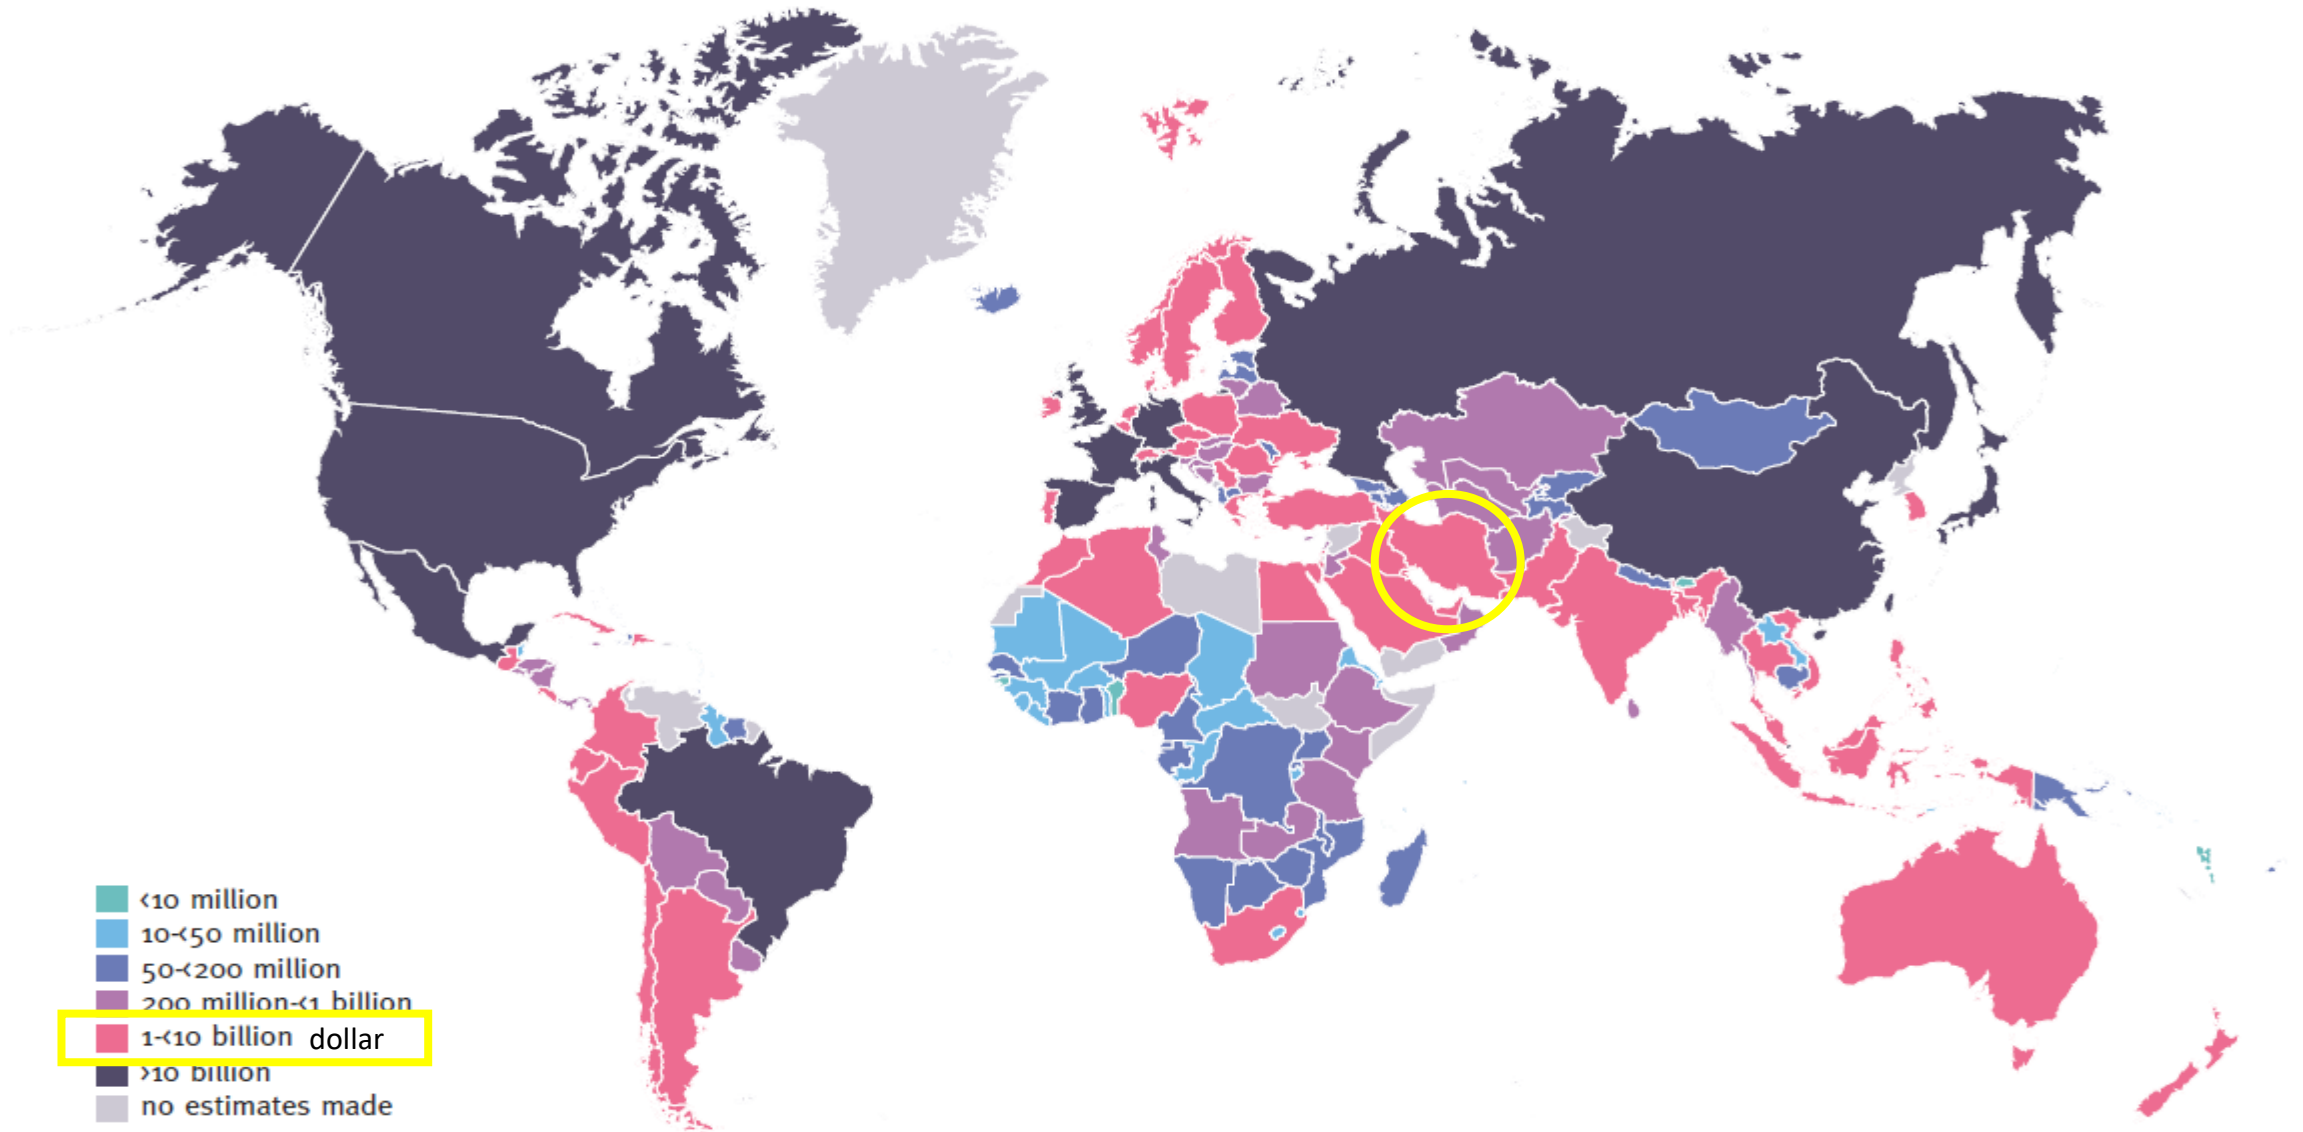 <10 million
10-<50 million
50-<200 million
200 million-<1 billion
1-<10 billion dollar
>10 billion
no estimates made